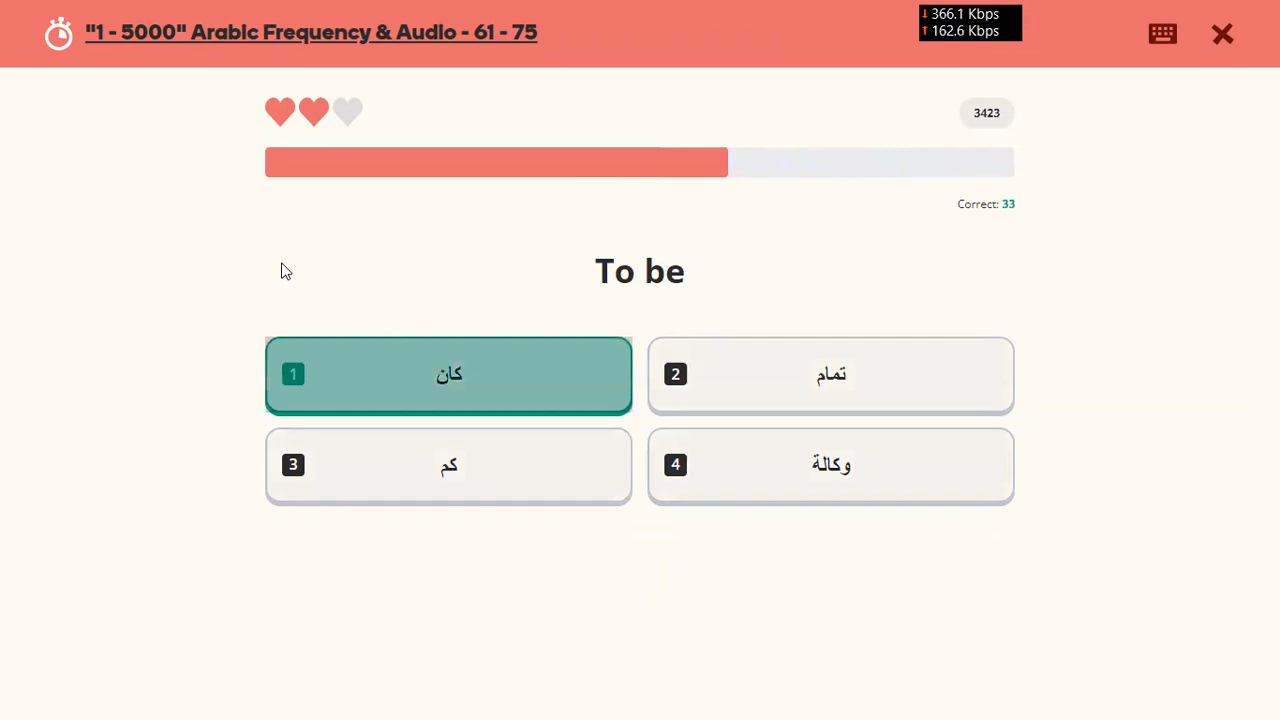 "1 - 5000" Arabic Frequency & Audio - 61 - 75
↓ 366.1 Kbps
↑ 162.6 Kbps
3423
Correct: 33
To be
1 كان
2 تمام
3 كم
4 وكالة